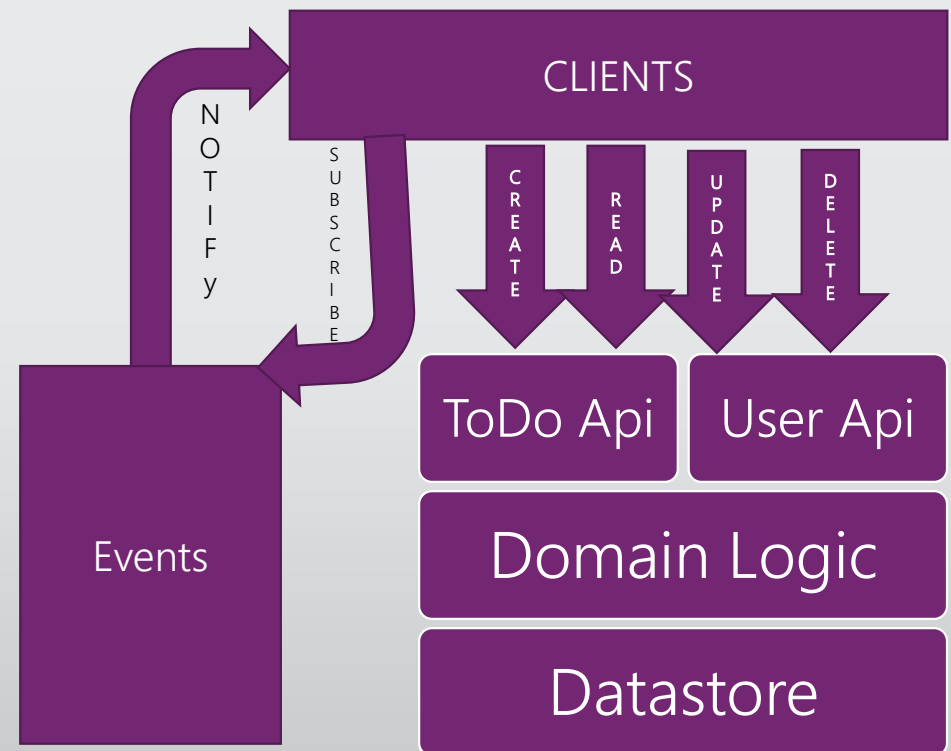 CLIENTS
NOTIFy
SUBSCRIBE
CREATE
READ
UPDATE
DELETE
ToDo Api
User Api
Events
Domain Logic
Datastore